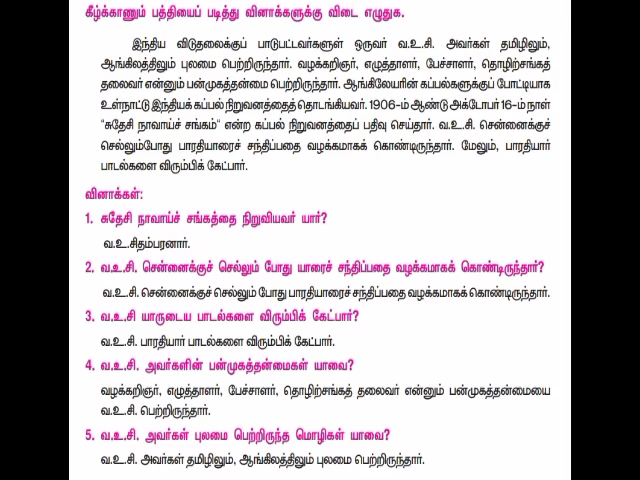 கீழ்க்காணும் பத்தியைப் படித்து வினாக்களுக்கு விடை எழுதுக.
இந்திய விடுதலைக்குப் பாடுபட்டவர்களுள் ஒருவர் வ.உ.சி. அவர்கள் தமிழிலும்,
ஆங்கிலத்திலும் புலமை பெற்றிருந்தார். வழக்கறிஞர், எழுத்தாளர், பேச்சாளர், தொழிற்சங்கத்
தலைவர் என்னும் பன்முகத்தன்மை பெற்றிருந்தார். ஆங்கிலேயரின் கப்பல்களுக்குப் போட்டியாக
உள்நாட்டு இந்தியக் கப்பல் நிறுவனத்தைத் தொடங்கியவர். 1906-ம் ஆண்டு அக்டோபர் 16-ம் நாள்
"சுதேசி நாவாய்ச் சங்கம்" என்ற கப்பல் நிறுவனத்தைப் பதிவு செய்தார். வ.உ.சி. சென்னைக்குச்
செல்லும்போது பாரதியாரைச் சந்திப்பதை வழக்கமாகக் கொண்டிருந்தார். மேலும், பாரதியார்
பாடல்களை விரும்பிக் கேட்பார்.
வினாக்கள்:
1. சுதேசி நாவாய்ச் சங்கத்தை நிறுவியவர் யார்?
வ.உ.சிதம்பரனார்.
2. வ.உ.சி. சென்னைக்குச் செல்லும் போது யாரைச் சந்திப்பதை வழக்கமாகக் கொண்டிருந்தார்?
வ.உ.சி. சென்னைக்குச் செல்லும் போது பாரதியாரைச் சந்திப்பதை வழக்கமாகக் கொண்டிருந்தார்.
3. வ.உ.சி யாருடைய பாடல்களை விரும்பிக் கேட்பார்?
வ.உ.சி. பாரதியார் பாடல்களை விரும்பிக் கேட்பார்.
4. வ.உ.சி. அவர்களின் பன்முகத்தன்மைகள் யாவை?
வழக்கறிஞர், எழுத்தாளர், பேச்சாளர், தொழிற்சங்கத் தலைவர் என்னும் பன்முகத்தன்மையை
வ.உ.சி. பெற்றிருந்தார்.
5. வ.உ.சி. அவர்கள் புலமை பெற்றிருந்த மொழிகள் யாவை?
வ.உ.சி. அவர்கள் தமிழிலும், ஆங்கிலத்திலும் புலமை பெற்றிருந்தார்.